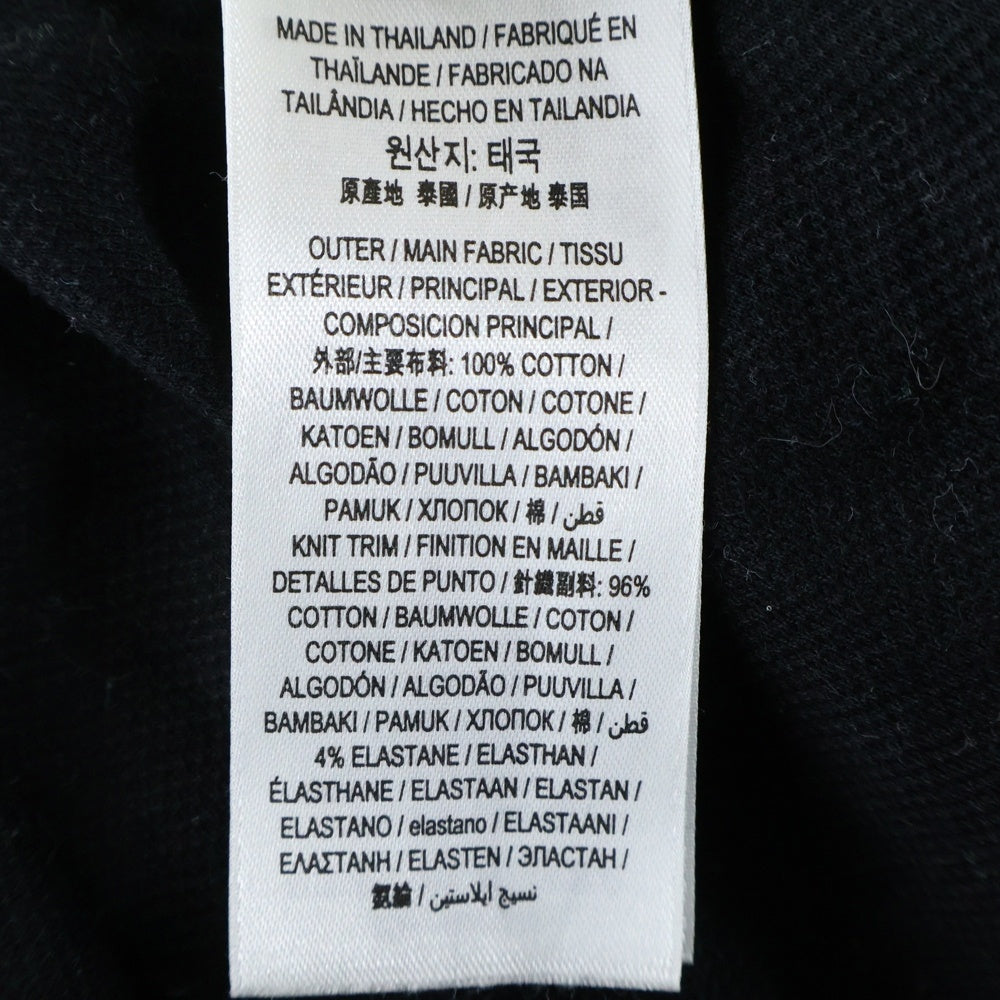 MADE IN THAILAND / FABRIQUÉ EN
THAÏLANDE / FABRICADO NA
TAILÂNDIA / HECHO EN TAILANDIA
원산지: 태국
原產地 泰國 / 原产地 泰国
OUTER / MAIN FABRIC / TISSU
EXTÉRIEUR / PRINCIPAL / EXTERIOR -
COMPOSICION PRINCIPAL /
外部/主要布料: 100% COTTON /
BAUMWOLLE / COTON / COTONE /
KATOEN / BOMULL / ALGODÓN /
ALGODÃO / PUUVILLA / BAMBAKI /
PAMUK / ХЛОПОК / 棉 / قطن
KNIT TRIM / FINITION EN MAILLE /
DETALLES DE PUNTO / 針織副料: 96%
COTTON / BAUMWOLLE / COTON /
COTONE / KATOEN / BOMULL /
ALGODÓN / ALGODÃO / PUUVILLA /
BAMBAKI / PAMUK / ХЛОПОК / 棉 / قطن
4% ELASTANE / ELASTHAN /
ÉLASTHANE / ELASTAAN / ELASTAN /
ELASTANO / elastano / ELASTAANI /
ΕΛΑΣΤΑΝΗ / ELASTEN / ЭЛАСТАН /
氨綸 / نسيج ايلاستين